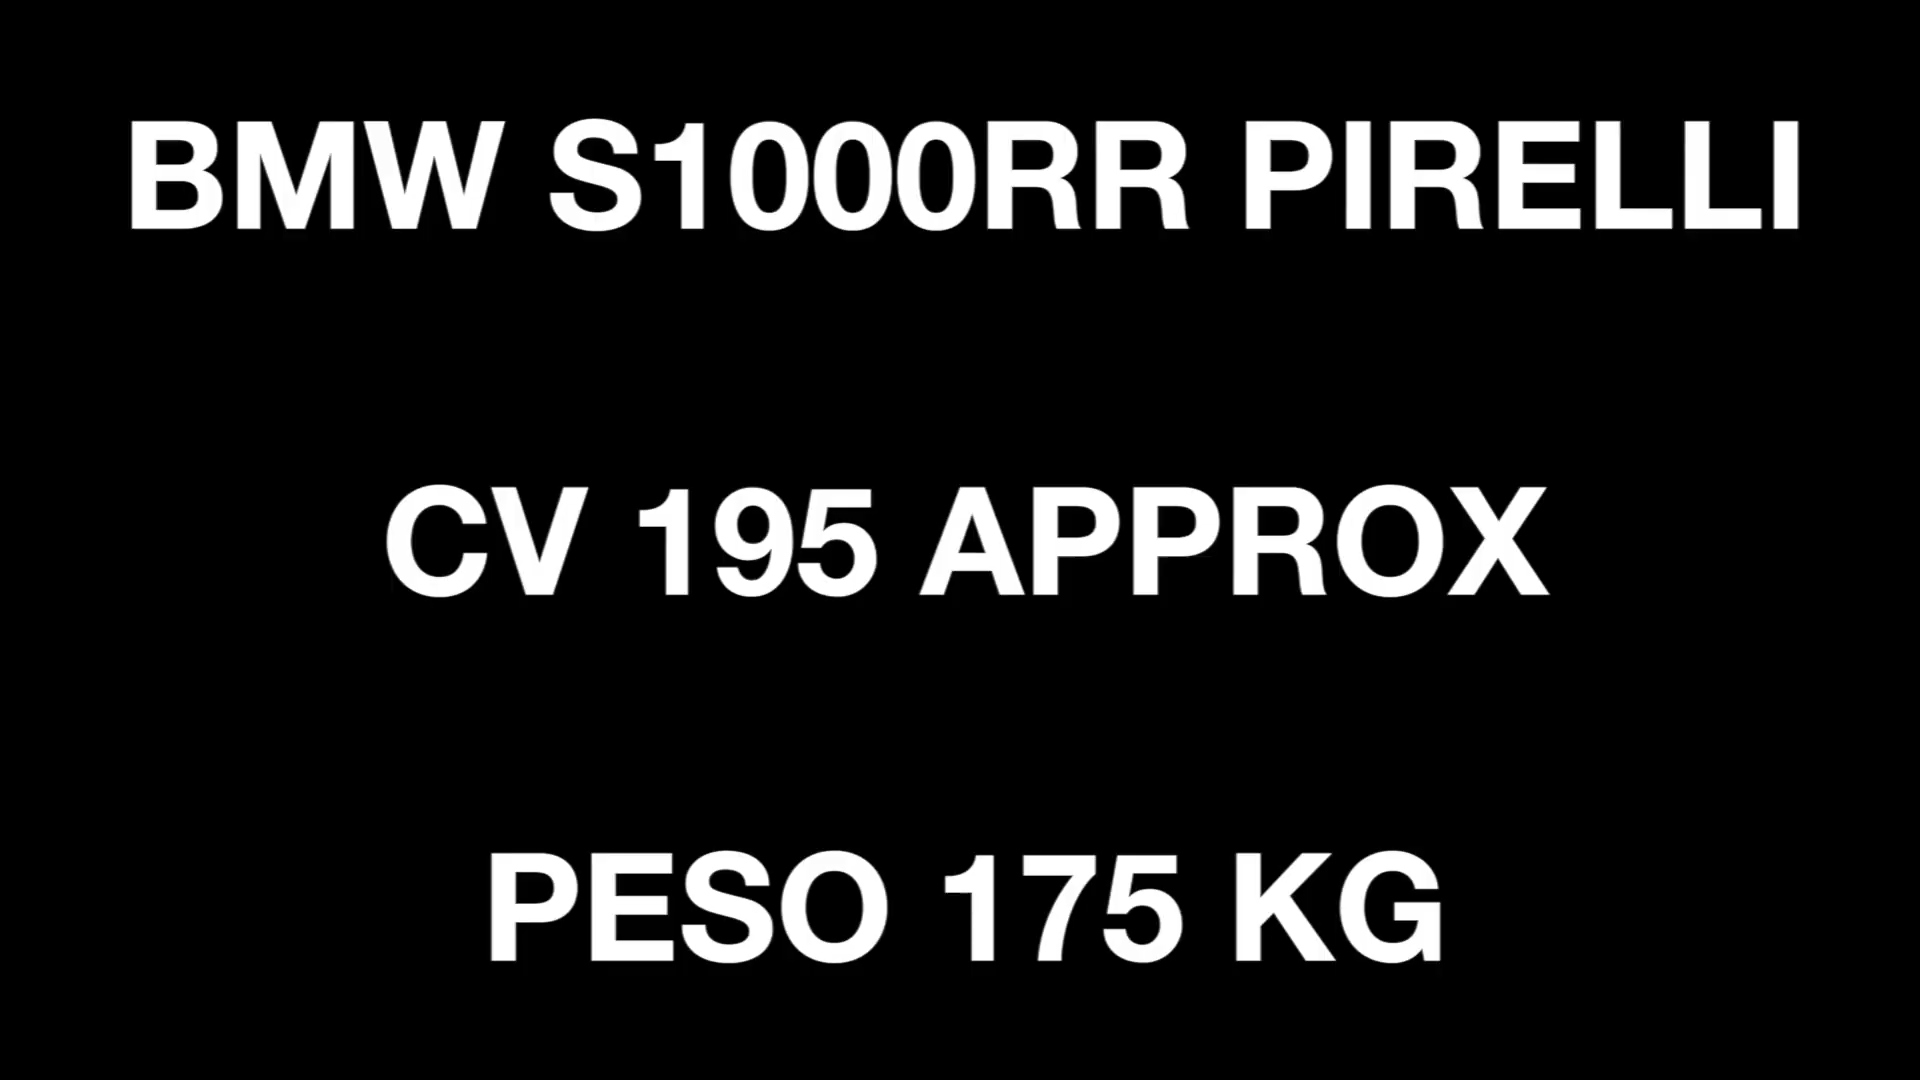 BMW S1000RR PIRELLI
CV 195 APPROX
PESO 175 KG